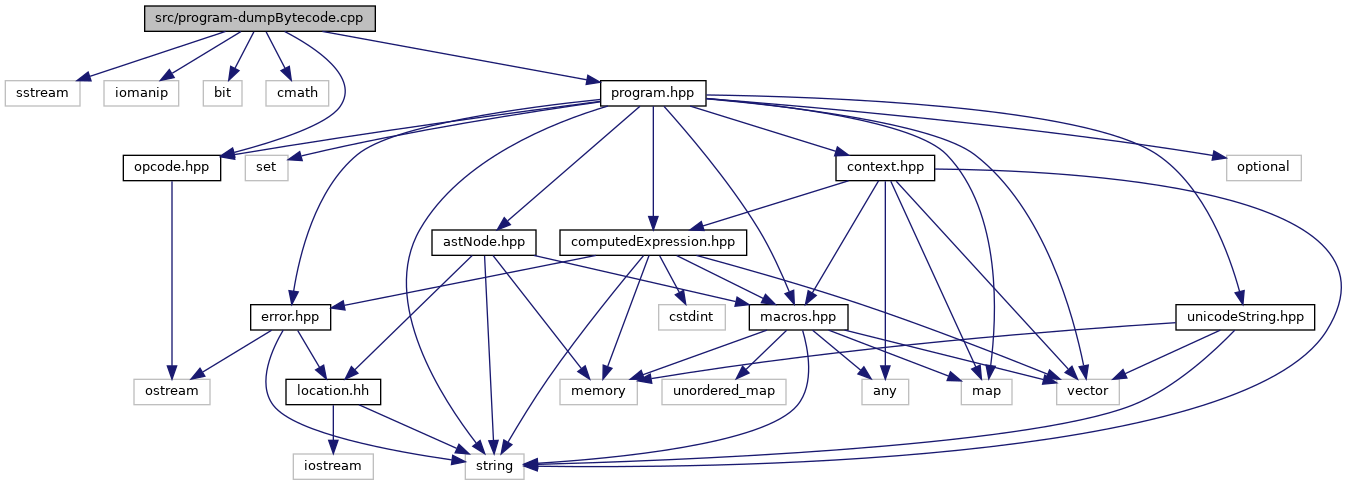 src/program-dumpBytecode.cpp
sstream
iomanip
bit
cmath
program.hpp
opcode.hpp
set
context.hpp
optional
astNode.hpp
computedExpression.hpp
error.hpp
cstdint
macros.hpp
unicodeString.hpp
ostream
location.hh
memory
unordered_map
any
map
vector
iostream
string